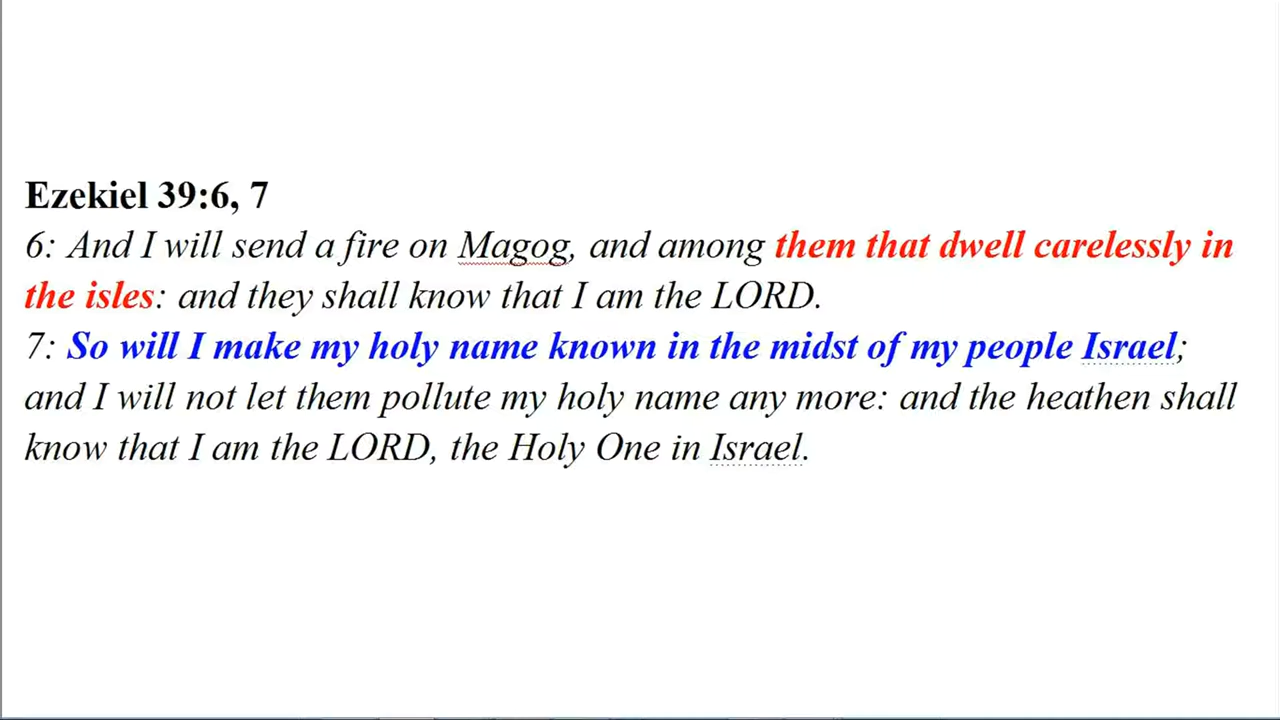 Ezekiel 39:6, 7
6: And I will send a fire on Magog, and among them that dwell carelessly in
the isles: and they shall know that I am the LORD.
7: So will I make my holy name known in the midst of my people Israel;
and I will not let them pollute my holy name any more: and the heathen shall
know that I am the LORD, the Holy One in Israel.